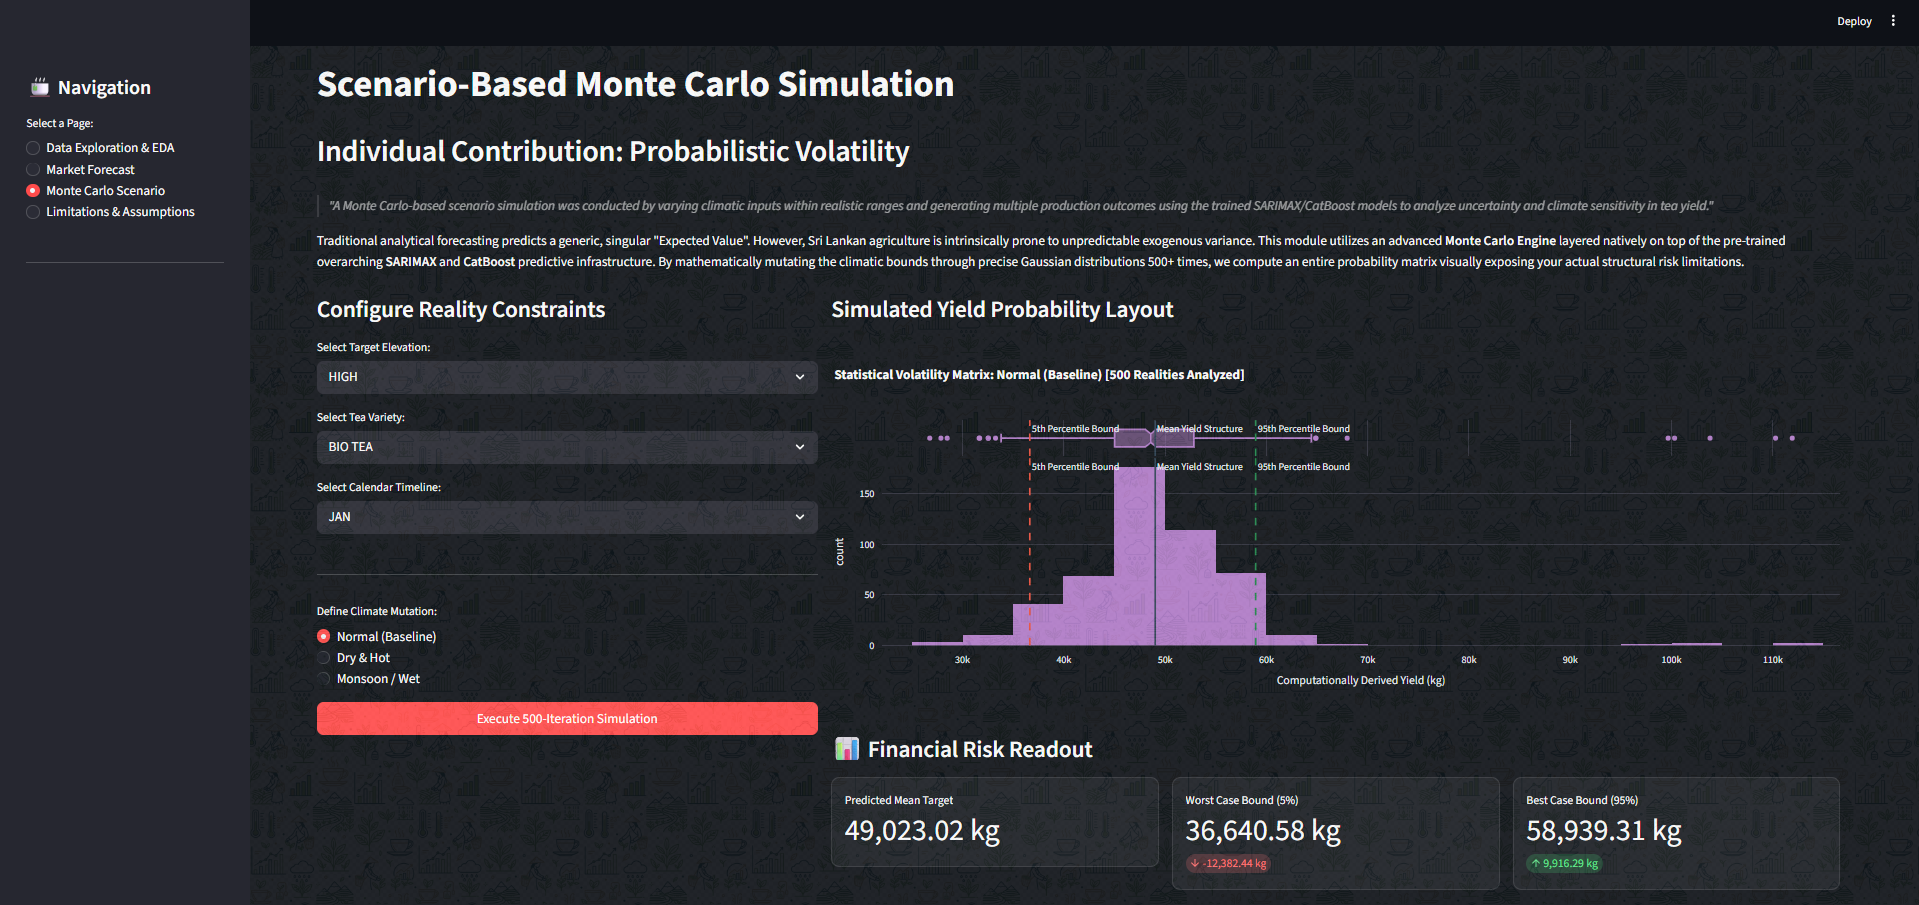 Deploy
Navigation
Select a Page:
Data Exploration & EDA
Market Forecast
Monte Carlo Scenario
Limitations & Assumptions
Scenario-Based Monte Carlo Simulation
Individual Contribution: Probabilistic Volatility
"A Monte Carlo-based scenario simulation was conducted by varying climatic inputs within realistic ranges and generating multiple production outcomes using the trained SARIMAX/CatBoost models to analyze uncertainty and climate sensitivity in tea yield."
Traditional analytical forecasting predicts a generic, singular "Expected Value". However, Sri Lankan agriculture is intrinsically prone to unpredictable exogenous variance. This module utilizes an advanced Monte Carlo Engine layered natively on top of the pre-trained
overarching SARIMAX and CatBoost predictive infrastructure. By mathematically mutating the climatic bounds through precise Gaussian distributions 500+ times, we compute an entire probability matrix visually exposing your actual structural risk limitations.
Configure Reality Constraints
Select Target Elevation:
HIGH
Select Tea Variety:
BIO TEA
Select Calendar Timeline:
JAN
Define Climate Mutation:
Normal (Baseline)
Dry & Hot
Monsoon / Wet
Execute 500-Iteration Simulation
Simulated Yield Probability Layout
Statistical Volatility Matrix: Normal (Baseline) [500 Realities Analyzed]
5th Percentile Bound Mean Yield Structure 95th Percentile Bound
5th Percentile Bound Mean Yield Structure 95th Percentile Bound
150
100
50
0
count
30k 40k 50k 60k 70k 80k 90k 100k 110k
Computationally Derived Yield (kg)
Financial Risk Readout
Predicted Mean Target
49,023.02 kg
Worst Case Bound (5%)
36,640.58 kg
-12,382.44 kg
Best Case Bound (95%)
58,939.31 kg
9,916.29 kg